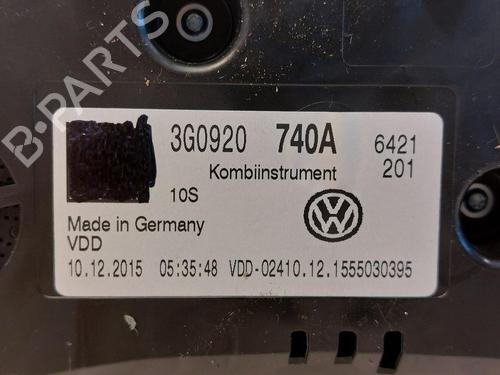 B-PARTS
3G0920 740A 6421
Kombiinstrument 201
10S
Made in Germany
VDD
10.12.2015 05:35:48 VDD-02410.12.1555030395